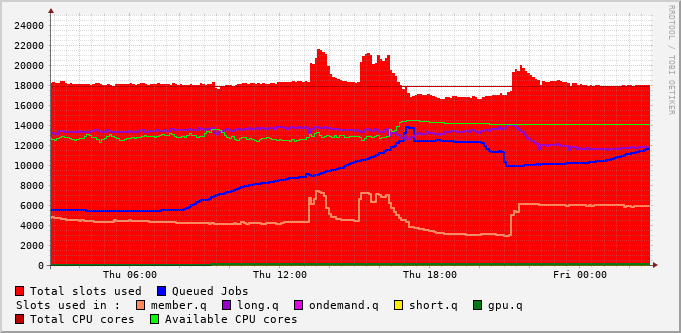 RRDTOOL / TOBI OETIKER
24000
22000
20000
18000
16000
14000
12000
10000
8000
6000
4000
2000
0
Thu 06:00 Thu 12:00 Thu 18:00 Fri 00:00
Total slots used Queued Jobs
Slots used in : member.q long.q ondemand.q short.q gpu.q
Total CPU cores Available CPU cores